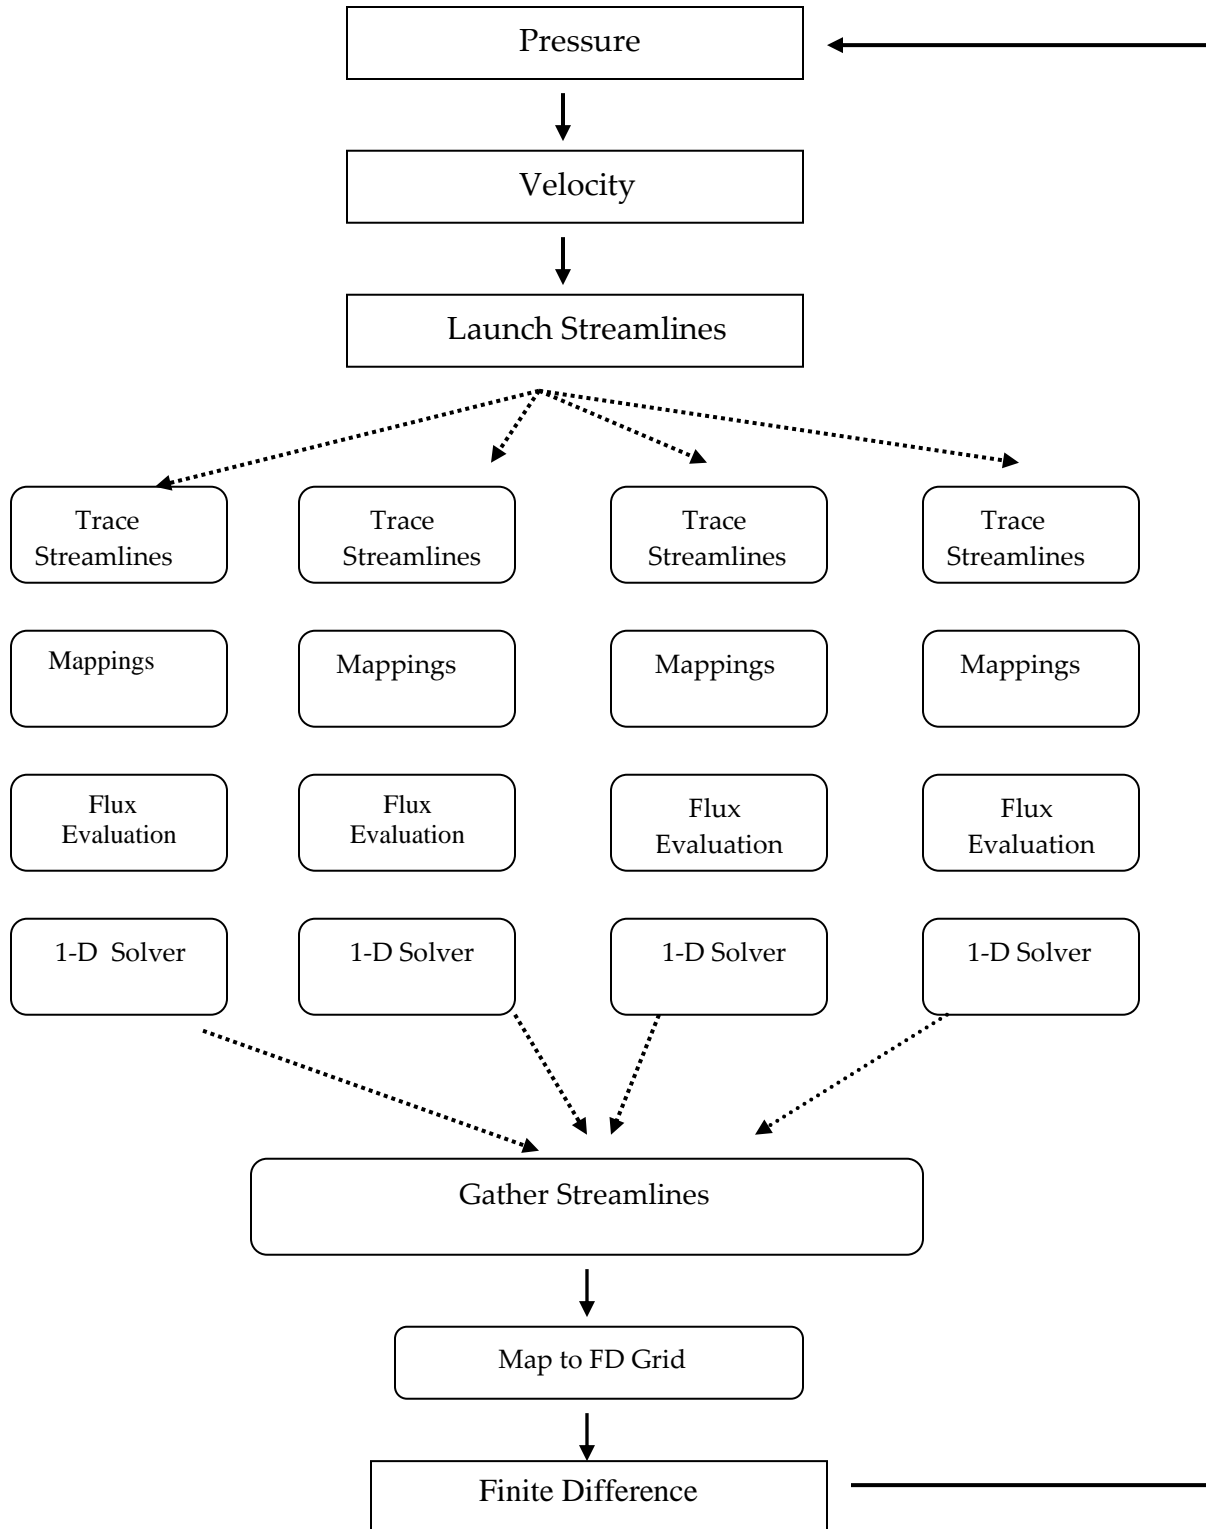 Pressure
Velocity
Launch Streamlines
Trace
Streamlines
Trace
Streamlines
Trace
Streamlines
Trace
Streamlines
Mappings
Mappings
Mappings
Mappings
Flux
Evaluation
Flux
Evaluation
Flux
Evaluation
Flux
Evaluation
1-D Solver
1-D Solver
1-D Solver
1-D Solver
Gather Streamlines
Map to FD Grid
Finite Difference